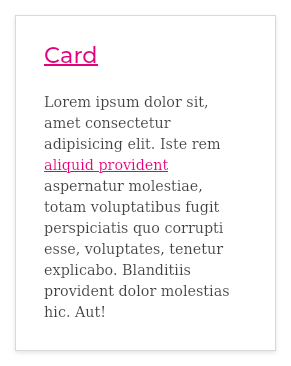 Card
Lorem ipsum dolor sit,
amet consectetur
adipisicing elit. Iste rem
aliquid provident
aspernatur molestiae,
totam voluptatibus fugit
perspiciatis quo corrupti
esse, voluptates, tenetur
explicabo. Blanditiis
provident dolor molestias
hic. Aut!